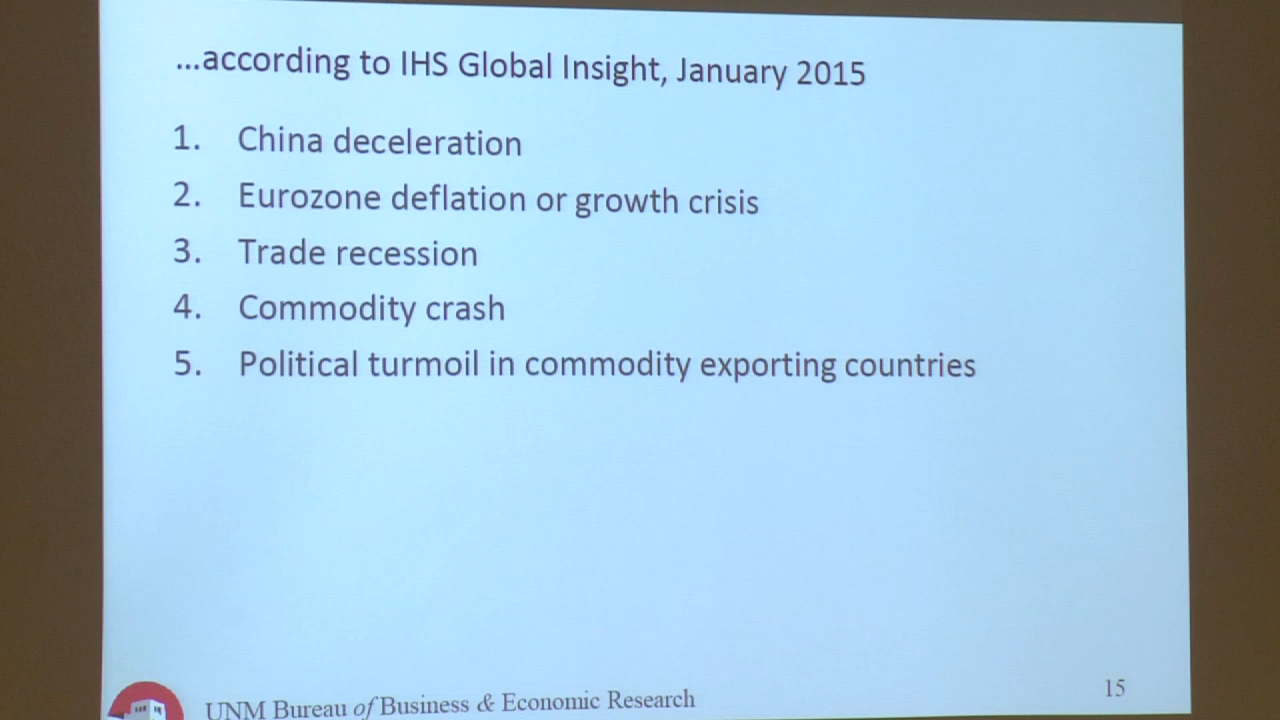 ...according to IHS Global Insight, January 2015
1. China deceleration
2. Eurozone deflation or growth crisis
3. Trade recession
4. Commodity crash
5. Political turmoil in commodity exporting countries
15
UNM Bureau of Business & Economic Research